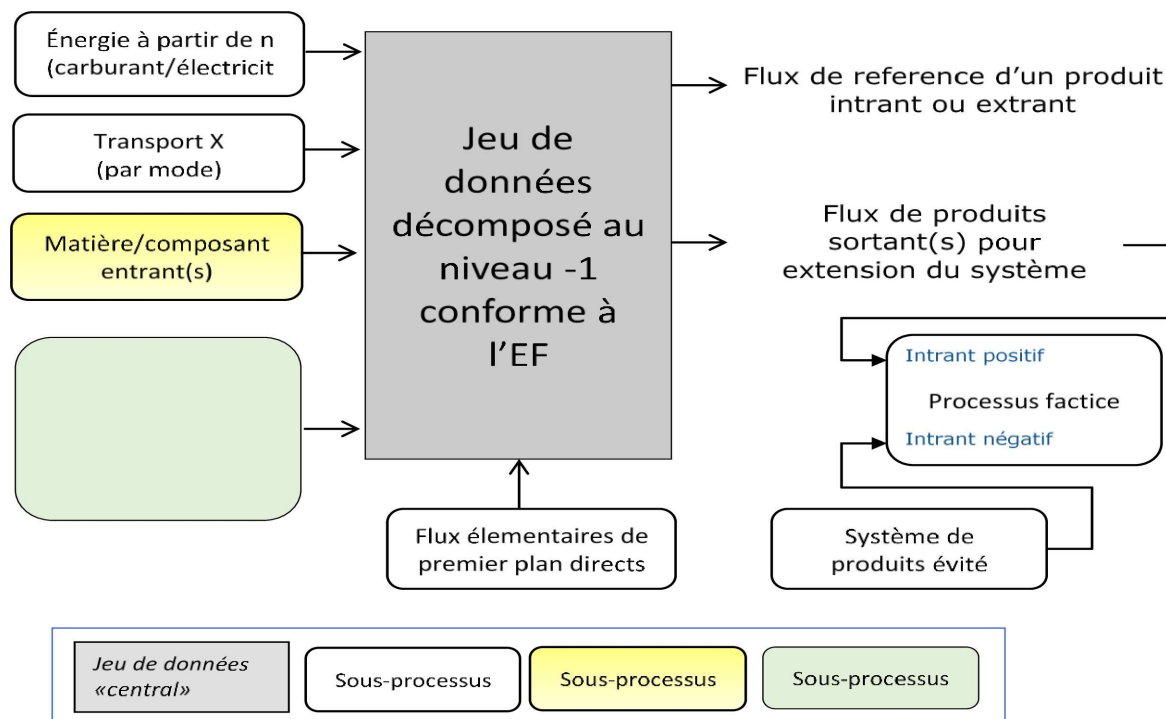 Énergie à partir de n
(carburant/électricit
Transport X
(par mode)
Matière/composant
entrant(s)
Jeu de
données
décomposé au
niveau -1
conforme à
l’EF
Flux élementaires de
premier plan directs
Flux de reference d’un produit
intrant ou extrant
Flux de produits
sortant(s) pour
extension du système
Intrant positif
Processus factice
Intrant négatif
Système de
produits évité
Jeu de données
«central»
Sous-processus
Sous-processus
Sous-processus